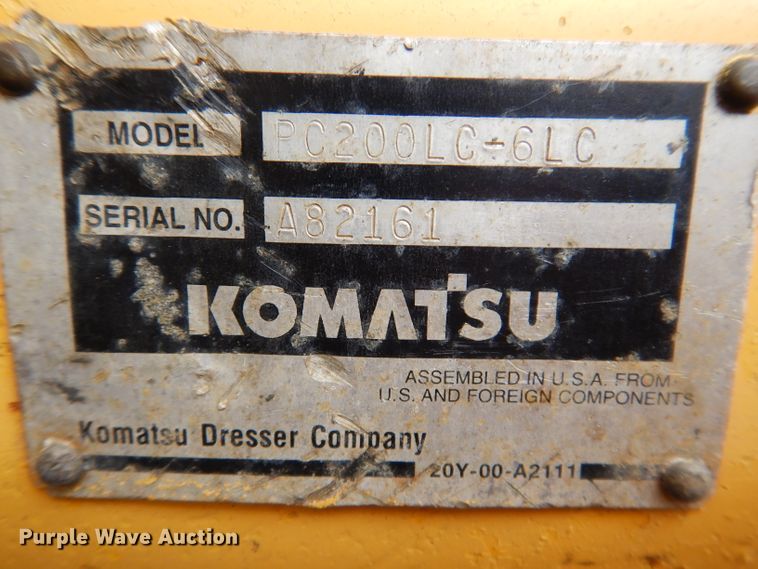 MODEL PC200LC-6LC
SERIAL NO. A82161
KOMATSU
ASSEMBLED IN U.S.A. FROM
U.S. AND FOREIGN COMPONENTS
Komatsu Dresser Company
20Y-00-A2111
Purple Wave Auction